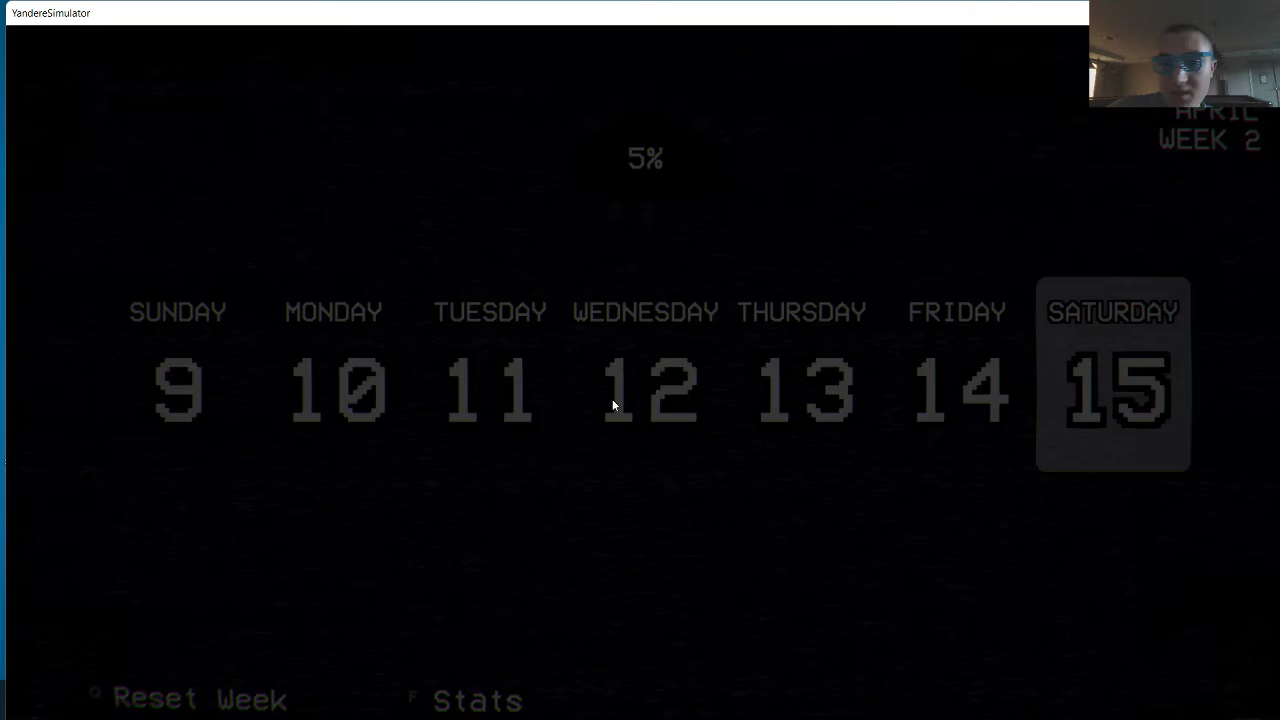 YandereSimulator
APRIL
WEEK 2
5%
SUNDAY MONDAY TUESDAY WEDNESDAY THURSDAY FRIDAY SATURDAY
9 10 11 12 13 14 15
Q Reset Week F Stats